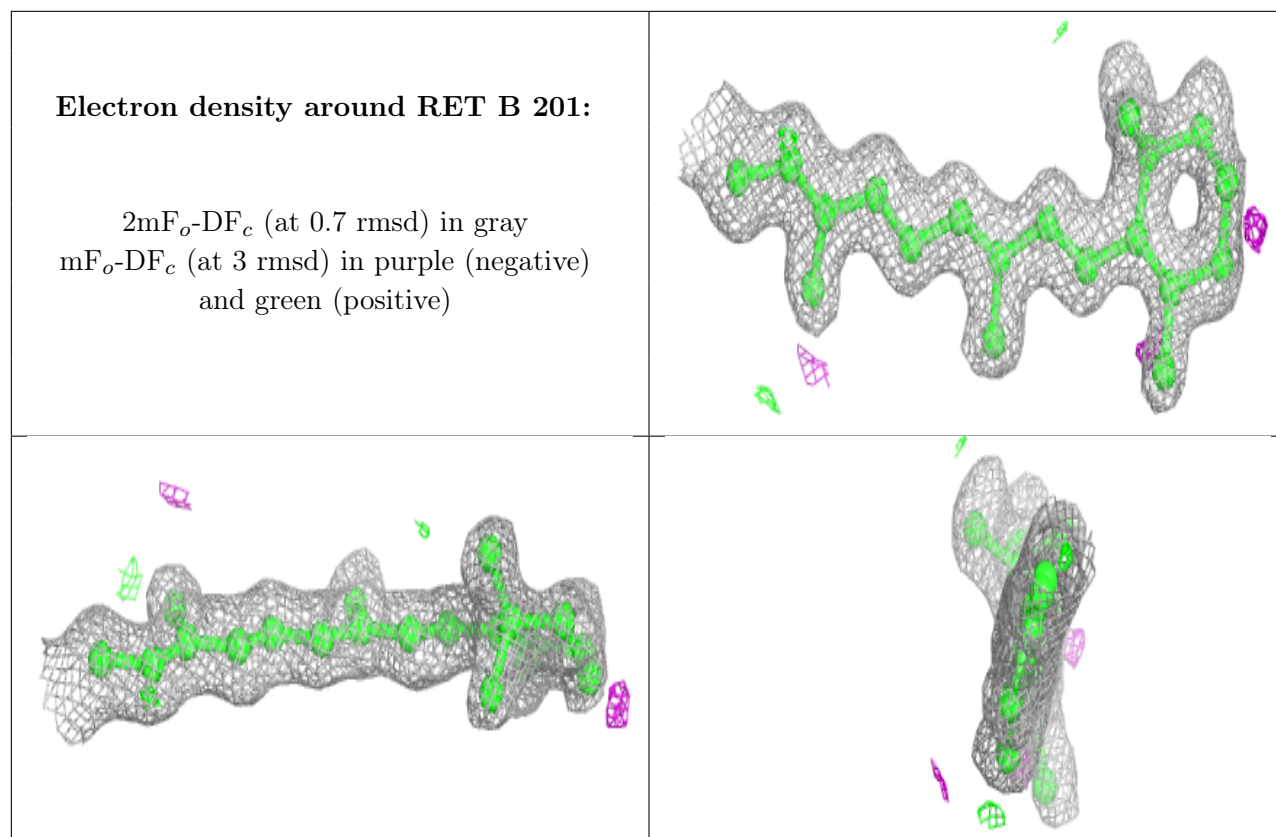 Electron density around RET B 201:
2mFo-DFc (at 0.7 rmsd) in gray
mFo-DFc (at 3 rmsd) in purple (negative)
and green (positive)